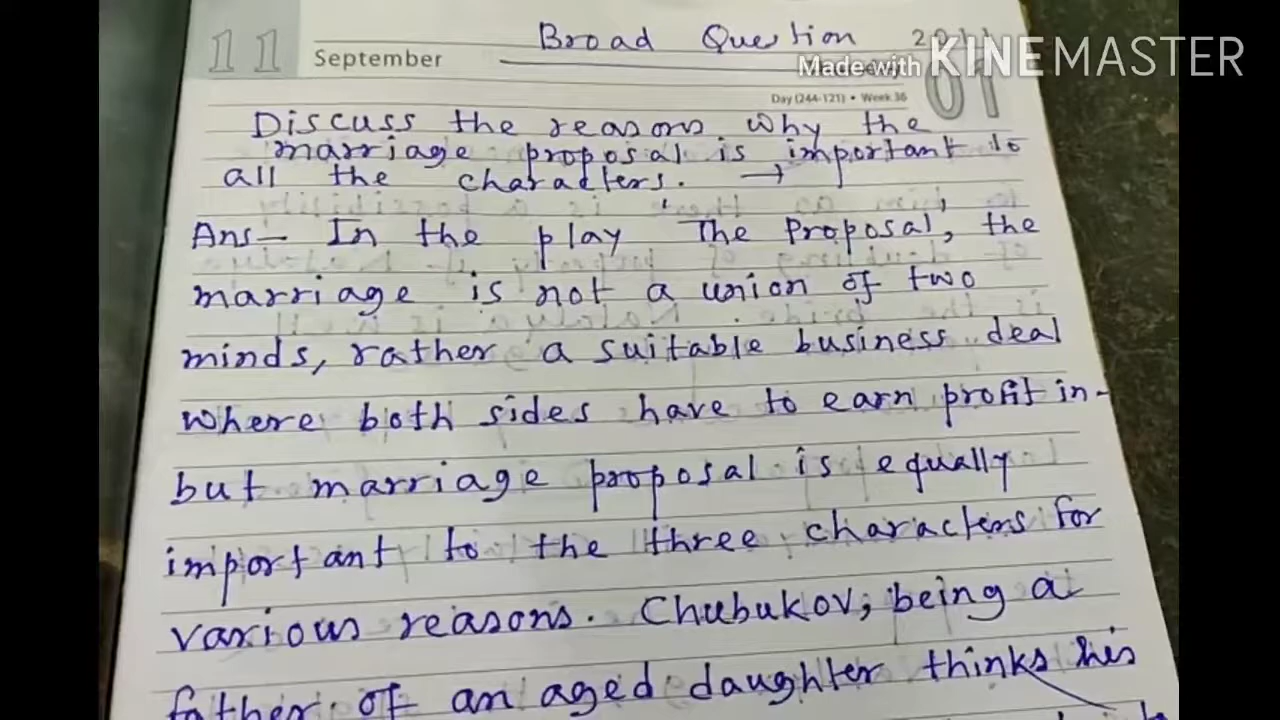 11 September
Broad Question
Made with KINEMASTER
Day (244-121) • Week 36
Discuss the reasons why the
marriage proposal is important to
all the characters. →
Ans- In the play 'The Proposal', the
marriage is not a union of two
minds, rather a suitable business deal
where both sides have to earn profit in-
but marriage proposal is equally
important to the three characters for
various reasons. Chubukov, being a
father of an aged daughter thinks his